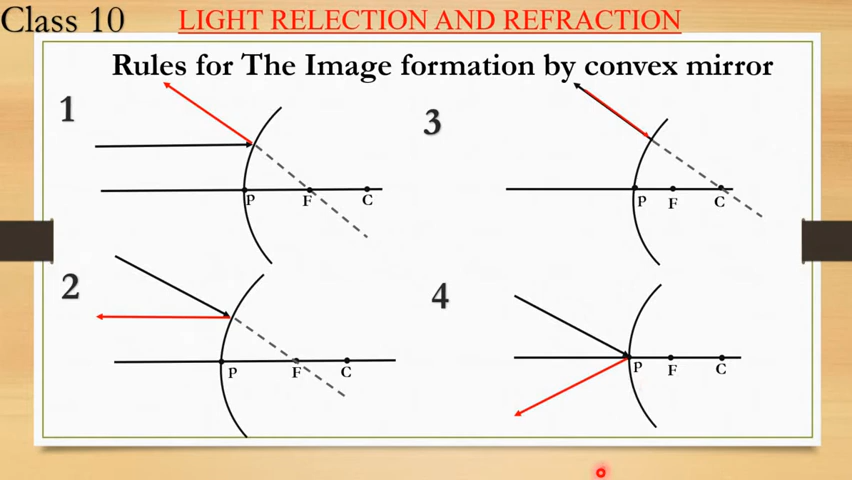 Class 10
LIGHT RELECTION AND REFRACTION
Rules for The Image formation by convex mirror
1
P F C
3
P F C
2
P F C
4
P F C